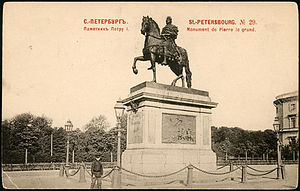 С.-ПЕТЕРБУРГЪ.
Памятникъ Петру I.
St.-PETERSBOURG. № 29.
Monument de Pierre le grand.